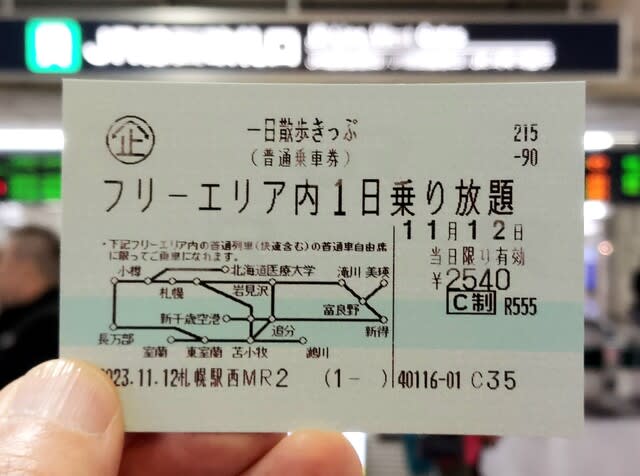 企
一日散歩きっぷ
215
(普通乗車券)
-90
フリーエリア内1日乗り放題
11月12日
・下記フリーエリア内の普通列車(快速含む)の普通車自由席
に限ってご乗車になれます。
当日限り有効
¥2540
C制 R555
小樽 北海道医療大学 滝川 美瑛
札幌 岩見沢
富良野
新千歳空港 追分 新得
長万部 室蘭 東室蘭 苫小牧 鵡川
2023.11.12札幌駅西MR2 (1- ) 40116-01 C35